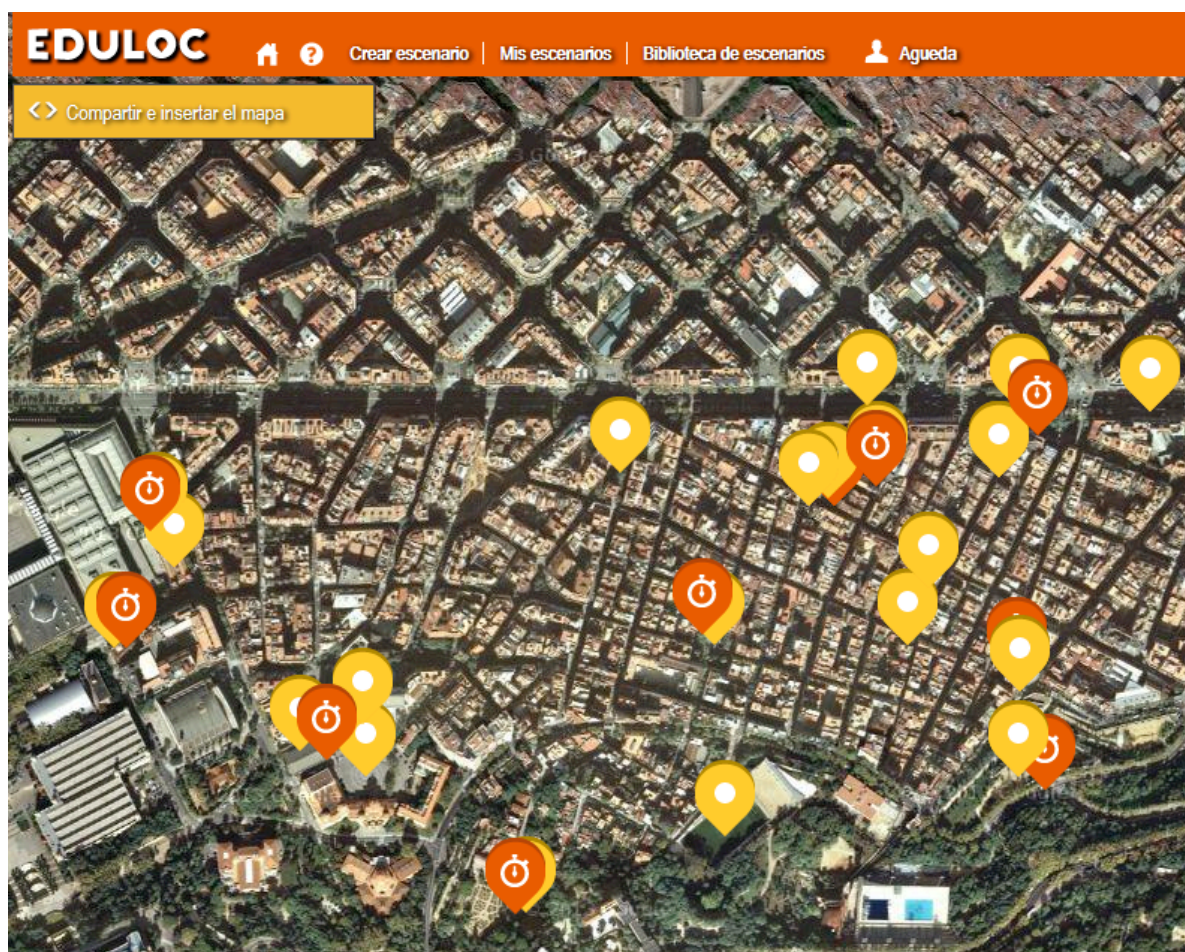 EDULOC
Crear escenario | Mis escenarios | Biblioteca de escenarios Agueda
<> Compartir e insertar el mapa